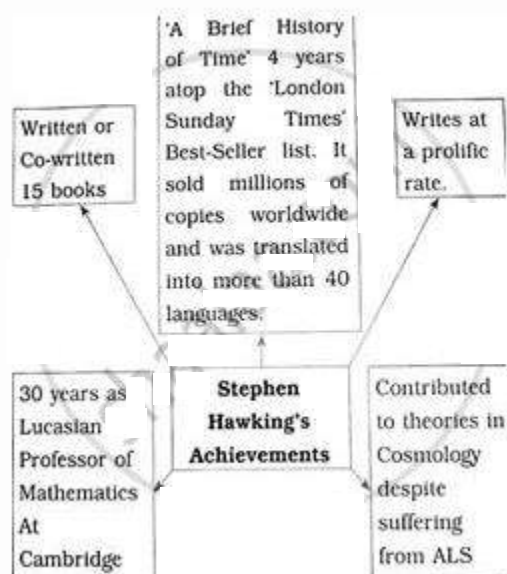 'A Brief History
of Time' 4 years
atop the 'London
Sunday Times'
Best-Seller list. It
sold millions of
copies worldwide
and was translated
into more than 40
languages.
Written or
Co-written
15 books
Writes at
a prolific
rate.
Stephen
Hawking's
Achievements
30 years as
Lucasian
Professor of
Mathematics
At
Cambridge
Contributed
to theories in
Cosmology
despite
suffering
from ALS